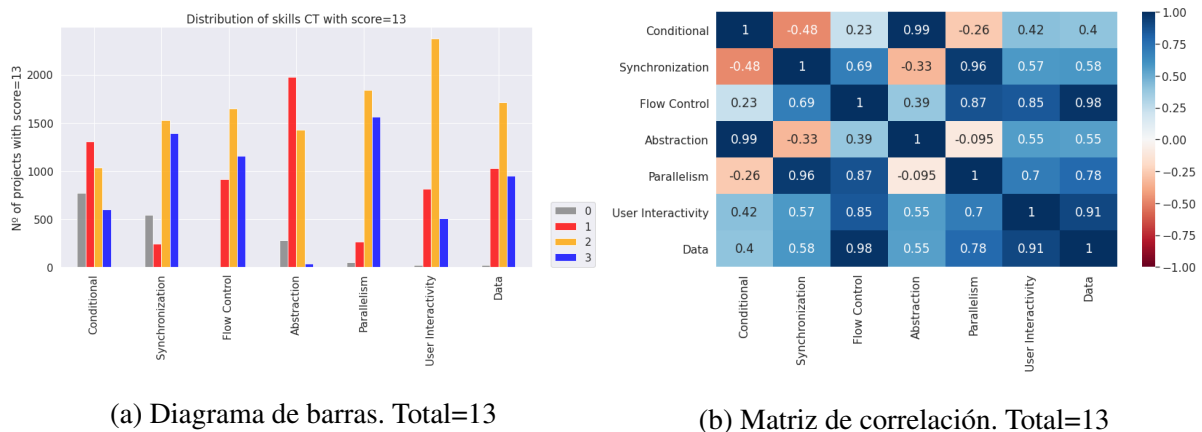 Distribution of skills CT with score=13
Nº of projects with score=13
2000
1500
1000
500
0
Conditional
Synchronization
Flow Control
Abstraction
Parallelism
User Interactivity
Data
0
1
2
3
(a) Diagrama de barras. Total=13
Conditional 1 -0.48 0.23 0.99 -0.26 0.42 0.4
Synchronization -0.48 1 0.69 -0.33 0.96 0.57 0.58
Flow Control 0.23 0.69 1 0.39 0.87 0.85 0.98
Abstraction 0.99 -0.33 0.39 1 -0.095 0.55 0.55
Parallelism -0.26 0.96 0.87 -0.095 1 0.7 0.78
User Interactivity 0.42 0.57 0.85 0.55 0.7 1 0.91
Data 0.4 0.58 0.98 0.55 0.78 0.91 1
Conditional
Synchronization
Flow Control
Abstraction
Parallelism
User Interactivity
Data
1.00
0.75
0.50
0.25
0.00
−0.25
−0.50
−0.75
−1.00
(b) Matriz de correlación. Total=13